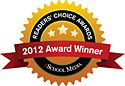 READERS' CHOICE AWARDS
2012 Award Winner
SCHOOL MEDIA